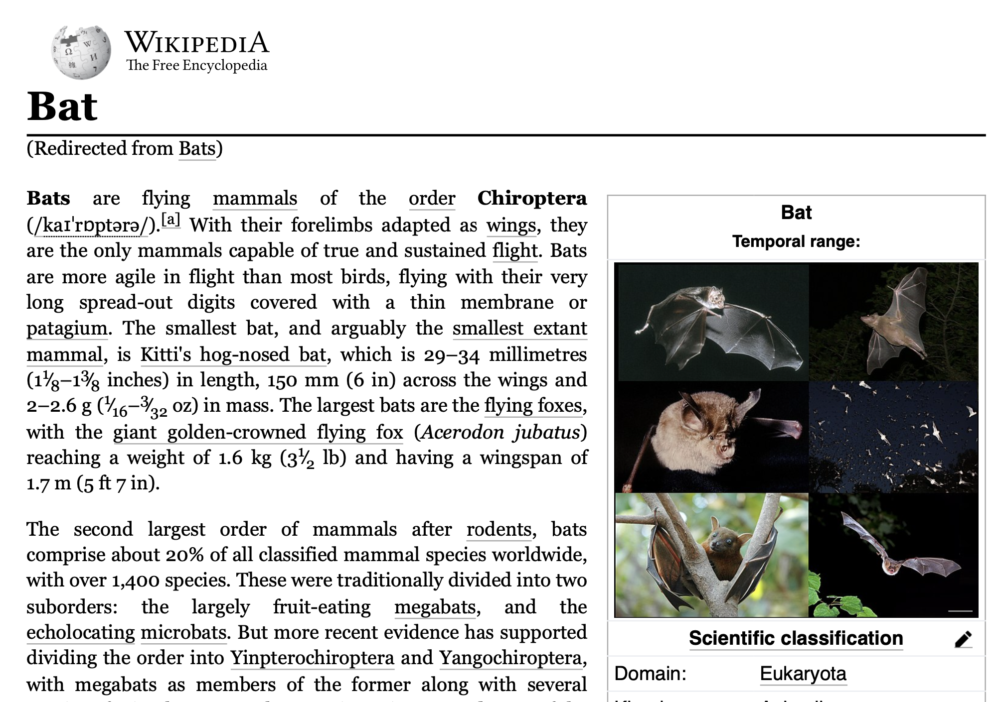 WIKIPEDIA
The Free Encyclopedia
Bat
(Redirected from Bats)
Bats are flying mammals of the order Chiroptera
(/kaɪˈrɒptərə/).[a] With their forelimbs adapted as wings, they
are the only mammals capable of true and sustained flight. Bats
are more agile in flight than most birds, flying with their very
long spread-out digits covered with a thin membrane or
patagium. The smallest bat, and arguably the smallest extant
mammal, is Kitti's hog-nosed bat, which is 29–34 millimetres
(1⅛–1⅜ inches) in length, 150 mm (6 in) across the wings and
2–2.6 g (1⁄16–3⁄32 oz) in mass. The largest bats are the flying foxes,
with the giant golden-crowned flying fox (Acerodon jubatus)
reaching a weight of 1.6 kg (3½ lb) and having a wingspan of
1.7 m (5 ft 7 in).
The second largest order of mammals after rodents, bats
comprise about 20% of all classified mammal species worldwide,
with over 1,400 species. These were traditionally divided into two
suborders: the largely fruit-eating megabats, and the
echolocating microbats. But more recent evidence has supported
dividing the order into Yinpterochiroptera and Yangochiroptera,
with megabats as members of the former along with several
Bat
Temporal range:
Scientific classification
Domain: Eukaryota